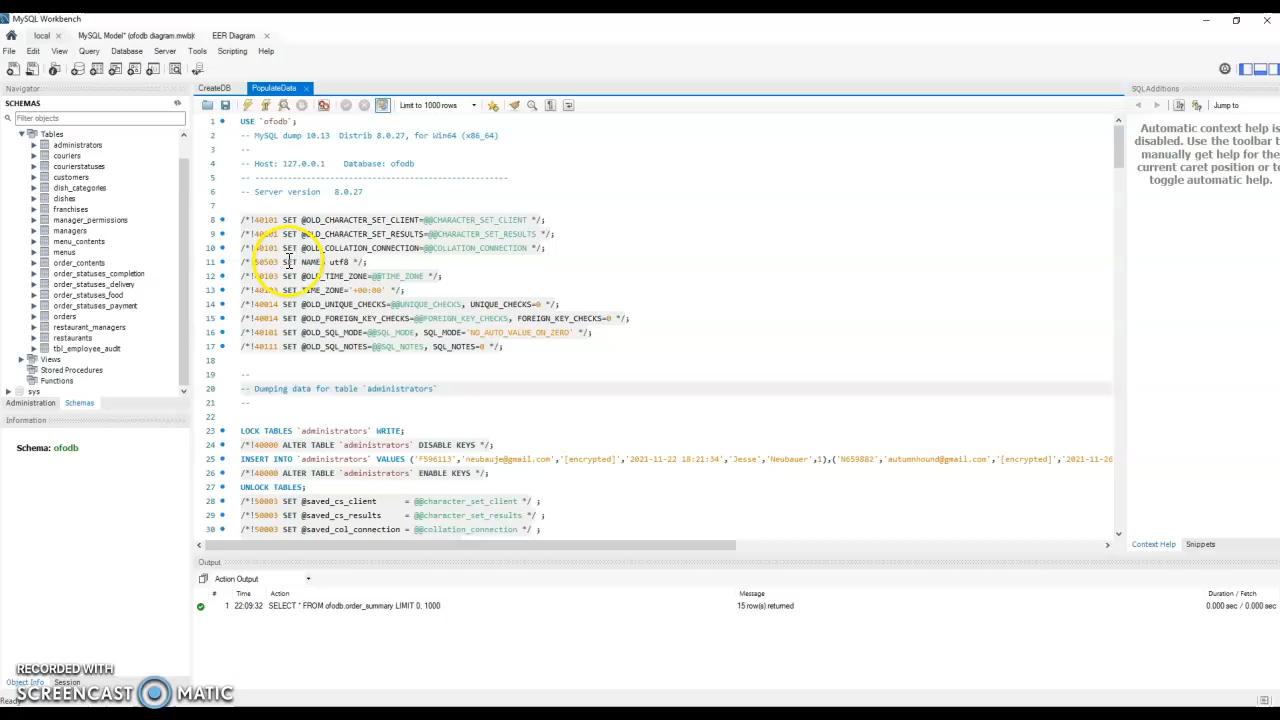 MySQL Workbench
local MySQL Model* (ofodb diagram.mwb) EER Diagram
File Edit View Query Database Server Tools Scripting Help
Navigator
SCHEMAS
Filter objects
Tables
administrators
couriers
courierstatuses
customers
dish_categories
dishes
franchises
manager_permissions
managers
menu_contents
menus
order_contents
order_statuses_completion
order_statuses_delivery
order_statuses_food
order_statuses_payment
orders
restaurant_managers
restaurants
tbl_employee_audit
Views
Stored Procedures
Functions
sys
Administration Schemas
Information
Schema: ofodb
Object Info Session
Ready
CreateDB PopulateData
Limit to 1000 rows
1 USE `ofodb`;
2 -- MySQL dump 10.13  Distrib 8.0.27, for Win64 (x86_64)
3 --
4 -- Host: 127.0.0.1    Database: ofodb
5 -- ------------------------------------------------------
6 -- Server version   8.0.27
7
8 /*!40101 SET @OLD_CHARACTER_SET_CLIENT=@@CHARACTER_SET_CLIENT */;
9 /*!40101 SET @OLD_CHARACTER_SET_RESULTS=@@CHARACTER_SET_RESULTS */;
10 /*!40101 SET @OLD_COLLATION_CONNECTION=@@COLLATION_CONNECTION */;
11 /*!50503 SET NAMES utf8 */;
12 /*!40103 SET @OLD_TIME_ZONE=@@TIME_ZONE */;
13 /*!40103 SET TIME_ZONE='+00:00' */;
14 /*!40014 SET @OLD_UNIQUE_CHECKS=@@UNIQUE_CHECKS, UNIQUE_CHECKS=0 */;
15 /*!40014 SET @OLD_FOREIGN_KEY_CHECKS=@@FOREIGN_KEY_CHECKS, FOREIGN_KEY_CHECKS=0 */;
16 /*!40101 SET @OLD_SQL_MODE=@@SQL_MODE, SQL_MODE='NO_AUTO_VALUE_ON_ZERO' */;
17 /*!40111 SET @OLD_SQL_NOTES=@@SQL_NOTES, SQL_NOTES=0 */;
18
19 --
20 -- Dumping data for table `administrators`
21 --
22
23 LOCK TABLES `administrators` WRITE;
24 /*!40000 ALTER TABLE `administrators` DISABLE KEYS */;
25 INSERT INTO `administrators` VALUES ('F596113','neubauje@gmail.com','[encrypted]','2021-11-22 18:21:34','Jesse','Neubauer',1),('N659882','autumnhound@gmail.com','[encrypted]','2021-11-26
26 /*!40000 ALTER TABLE `administrators` ENABLE KEYS */;
27 UNLOCK TABLES;
28 /*!50003 SET @saved_cs_client      = @@character_set_client */ ;
29 /*!50003 SET @saved_cs_results     = @@character_set_results */ ;
30 /*!50003 SET @saved_col_connection = @@collation_connection */ ;
Output
Action Output
# Time Action Message Duration / Fetch
1 22:09:32 SELECT * FROM ofodb.order_summary LIMIT 0, 1000 15 row(s) returned 0.000 sec / 0.000 sec
SQLAdditions
Jump to
Automatic context help is
disabled. Use the toolbar t
manually get help for the
current caret position or to
toggle automatic help.
Context Help Snippets
RECORDED WITH
SCREENCAST MATIC